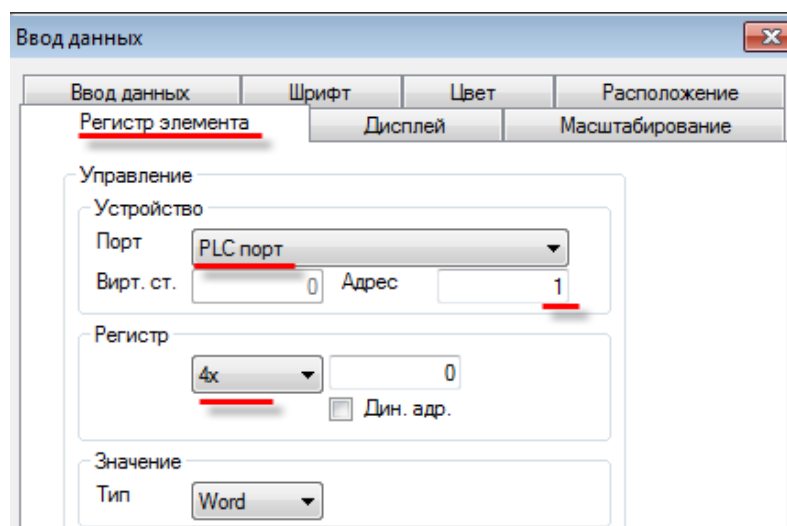 Ввод данных
Ввод данных Шрифт Цвет Расположение
Регистр элемента Дисплей Масштабирование
Управление
Устройство
Порт PLC порт
Вирт. ст. 0 Адрес 1
Регистр
4x 0
Дин. адр.
Значение
Тип Word